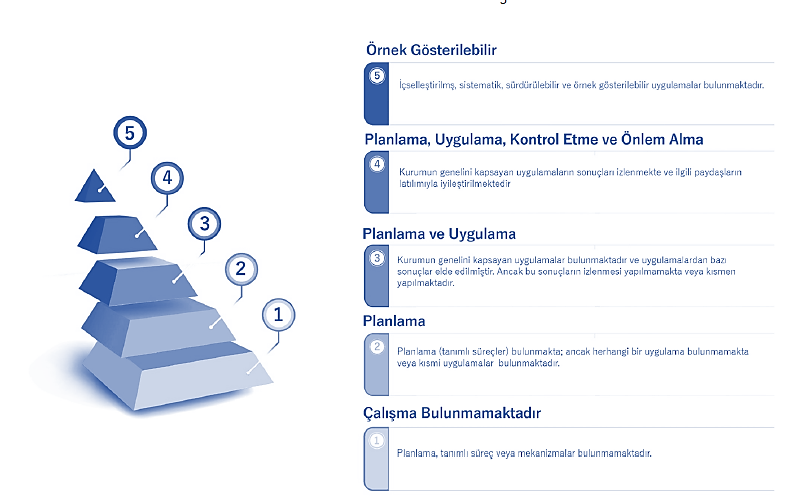 Örnek Gösterilebilir
5
İçselleştirilmş, sistematik, sürdürülebilir ve örnek gösterilebilir uygulamalar bulunmaktadır.
Planlama, Uygulama, Kontrol Etme ve Önlem Alma
4
Kurumun genelini kapsayan uygulamaların sonuçları izlenmekte ve ilgili paydaşların
latılımıyla iyileştirilmektedir
Planlama ve Uygulama
3
Kurumun genelini kapsayan uygulamalar bulunmaktadır ve uygulamalardan bazı
sonuçlar elde edilmiştir. Ancak bu sonuçların izlenmesi yapılmamakta veya kısmen
yapılmaktadır.
Planlama
2
Planlama (tanımlı süreçler) bulunmakta; ancak herhangi bir uygulama bulunmamakta
veya kısmi uygulamalar bulunmaktadır.
Çalışma Bulunmamaktadır
1
Planlama, tanımlı süreç veya mekanizmalar bulunmamaktadır.
5
4
3
2
1